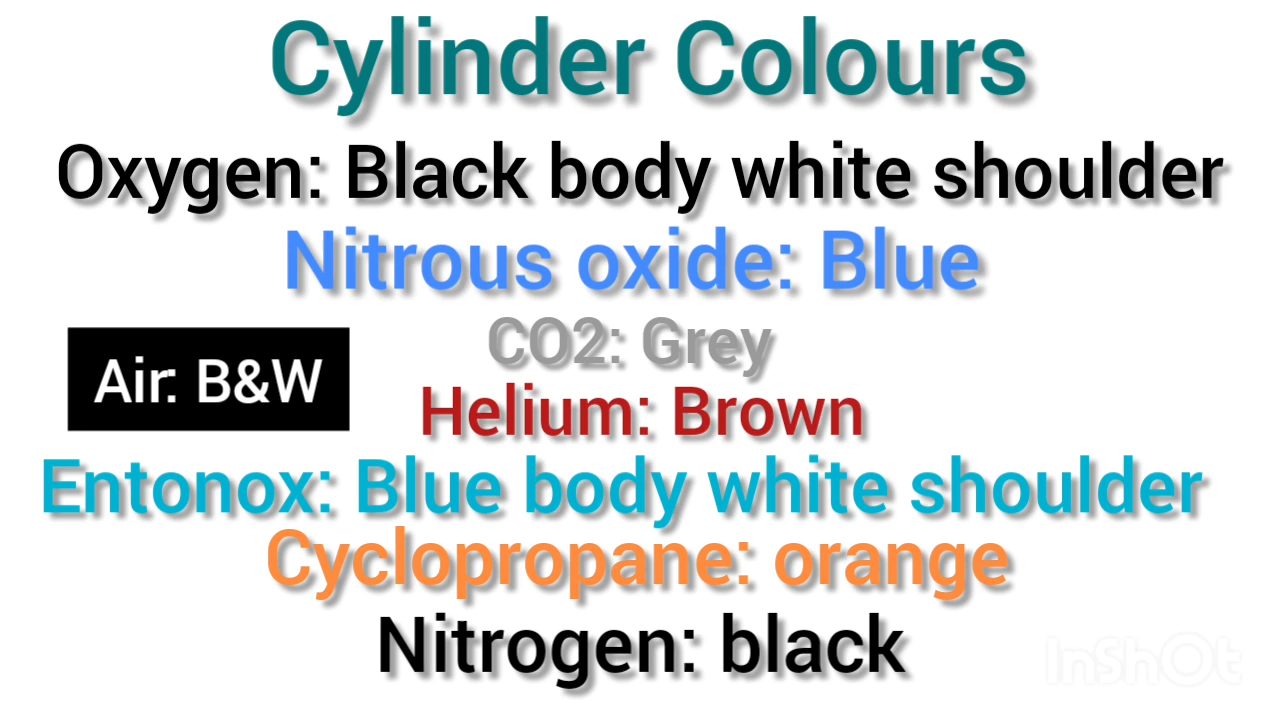 Cylinder Colours
Oxygen: Black body white shoulder
Nitrous oxide: Blue
CO2: Grey
Air: B&W
Helium: Brown
Entonox: Blue body white shoulder
Cyclopropane: orange
Nitrogen: black
InShOt